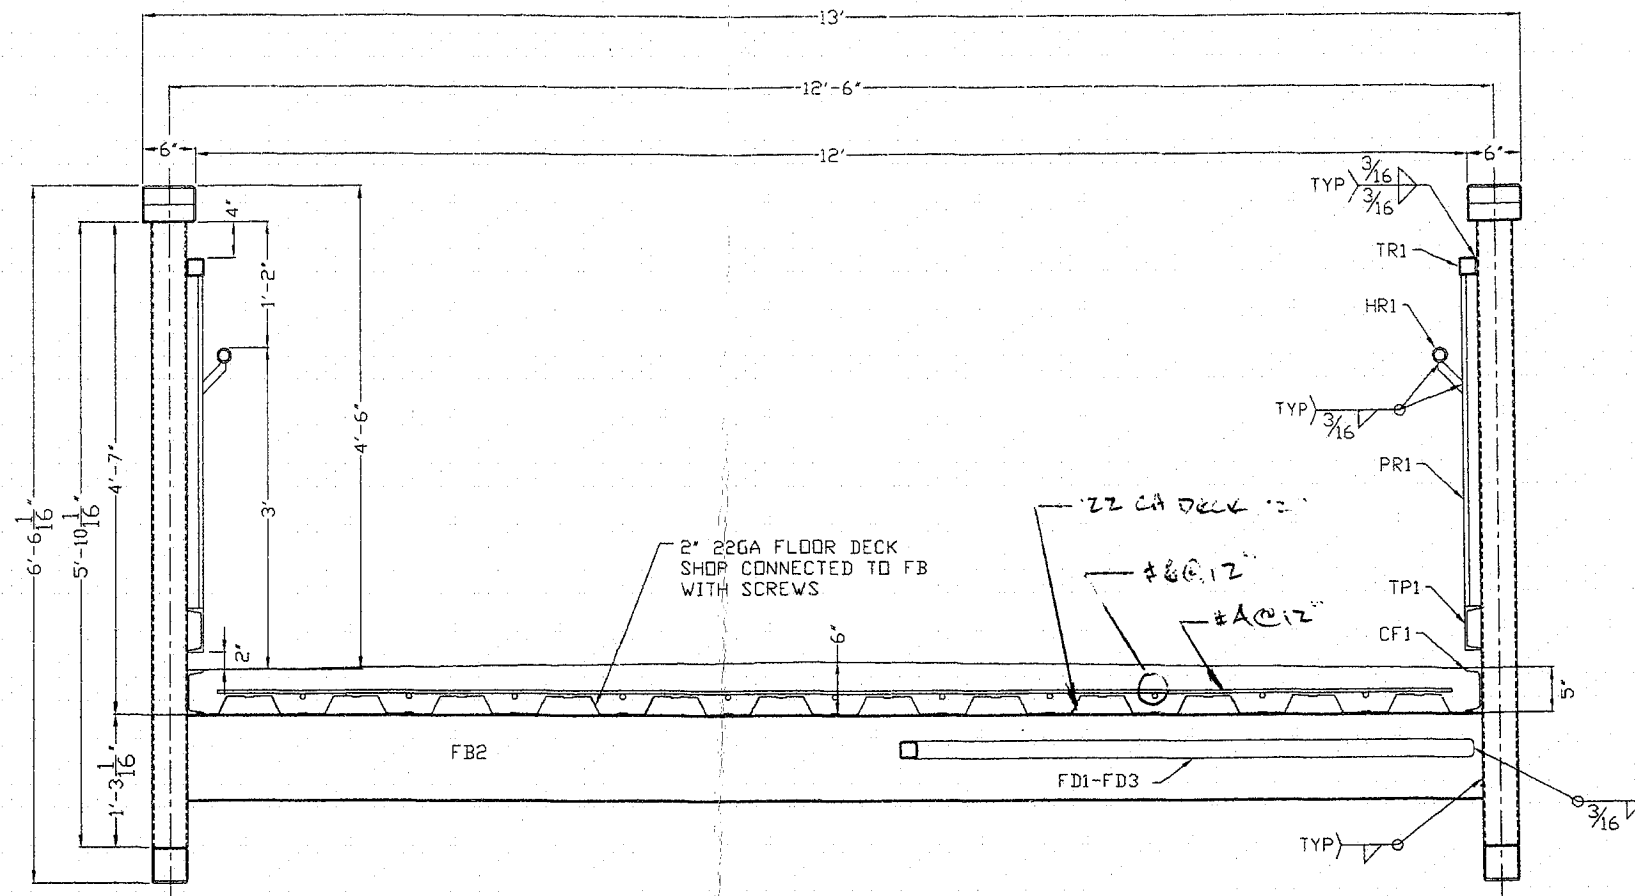 13'
12'-6"
6"
12'
6"
TYP
3/16
3/16
4"
TR1
1'-2"
HR1
TYP
3/16
4'-6"
4'-7"
5'-10 1/16"
6'-6 1/16"
3'
PR1
22 GA DECK
2" 22GA FLOOR DECK
SHOP CONNECTED TO FB
WITH SCREWS
@ 12"
@ 12"
TP1
CF1
6"
2"
5"
FB2
1'-3 1/16"
FD1-FD3
3/16
TYP